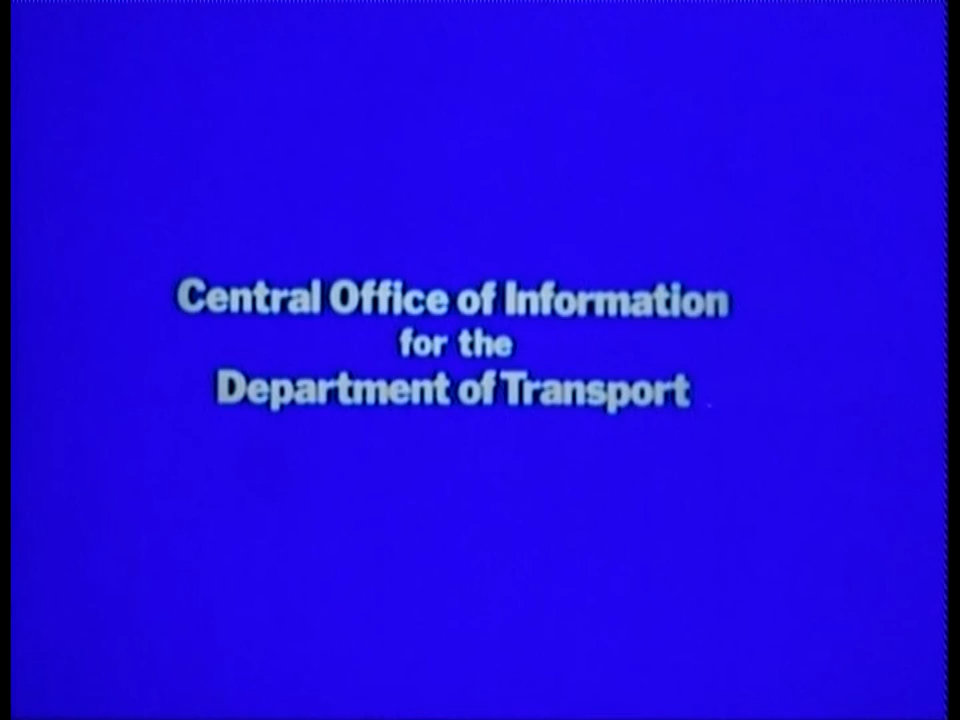 Central Office of Information
for the
Department of Transport